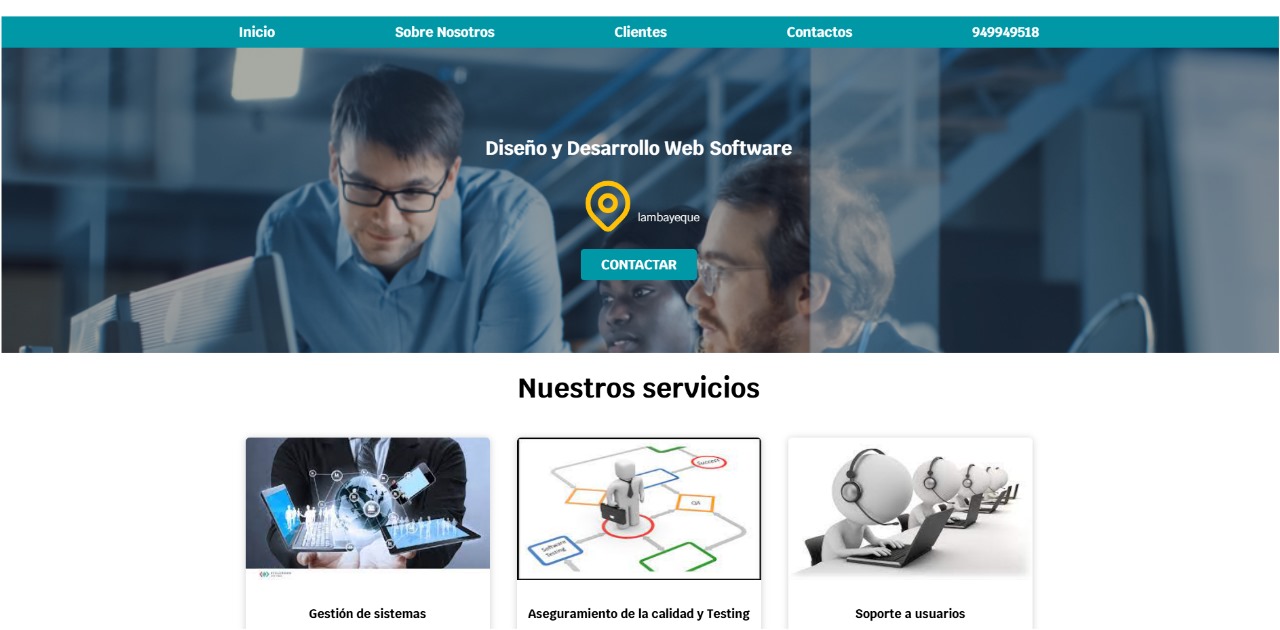 Inicio
Sobre Nosotros
Clientes
Contactos
949949518
Diseño y Desarrollo Web Software
lambayeque
CONTACTAR
Nuestros servicios
Success
QA
Software
Testing
Gestión de sistemas
Aseguramiento de la calidad y Testing
Soporte a usuarios